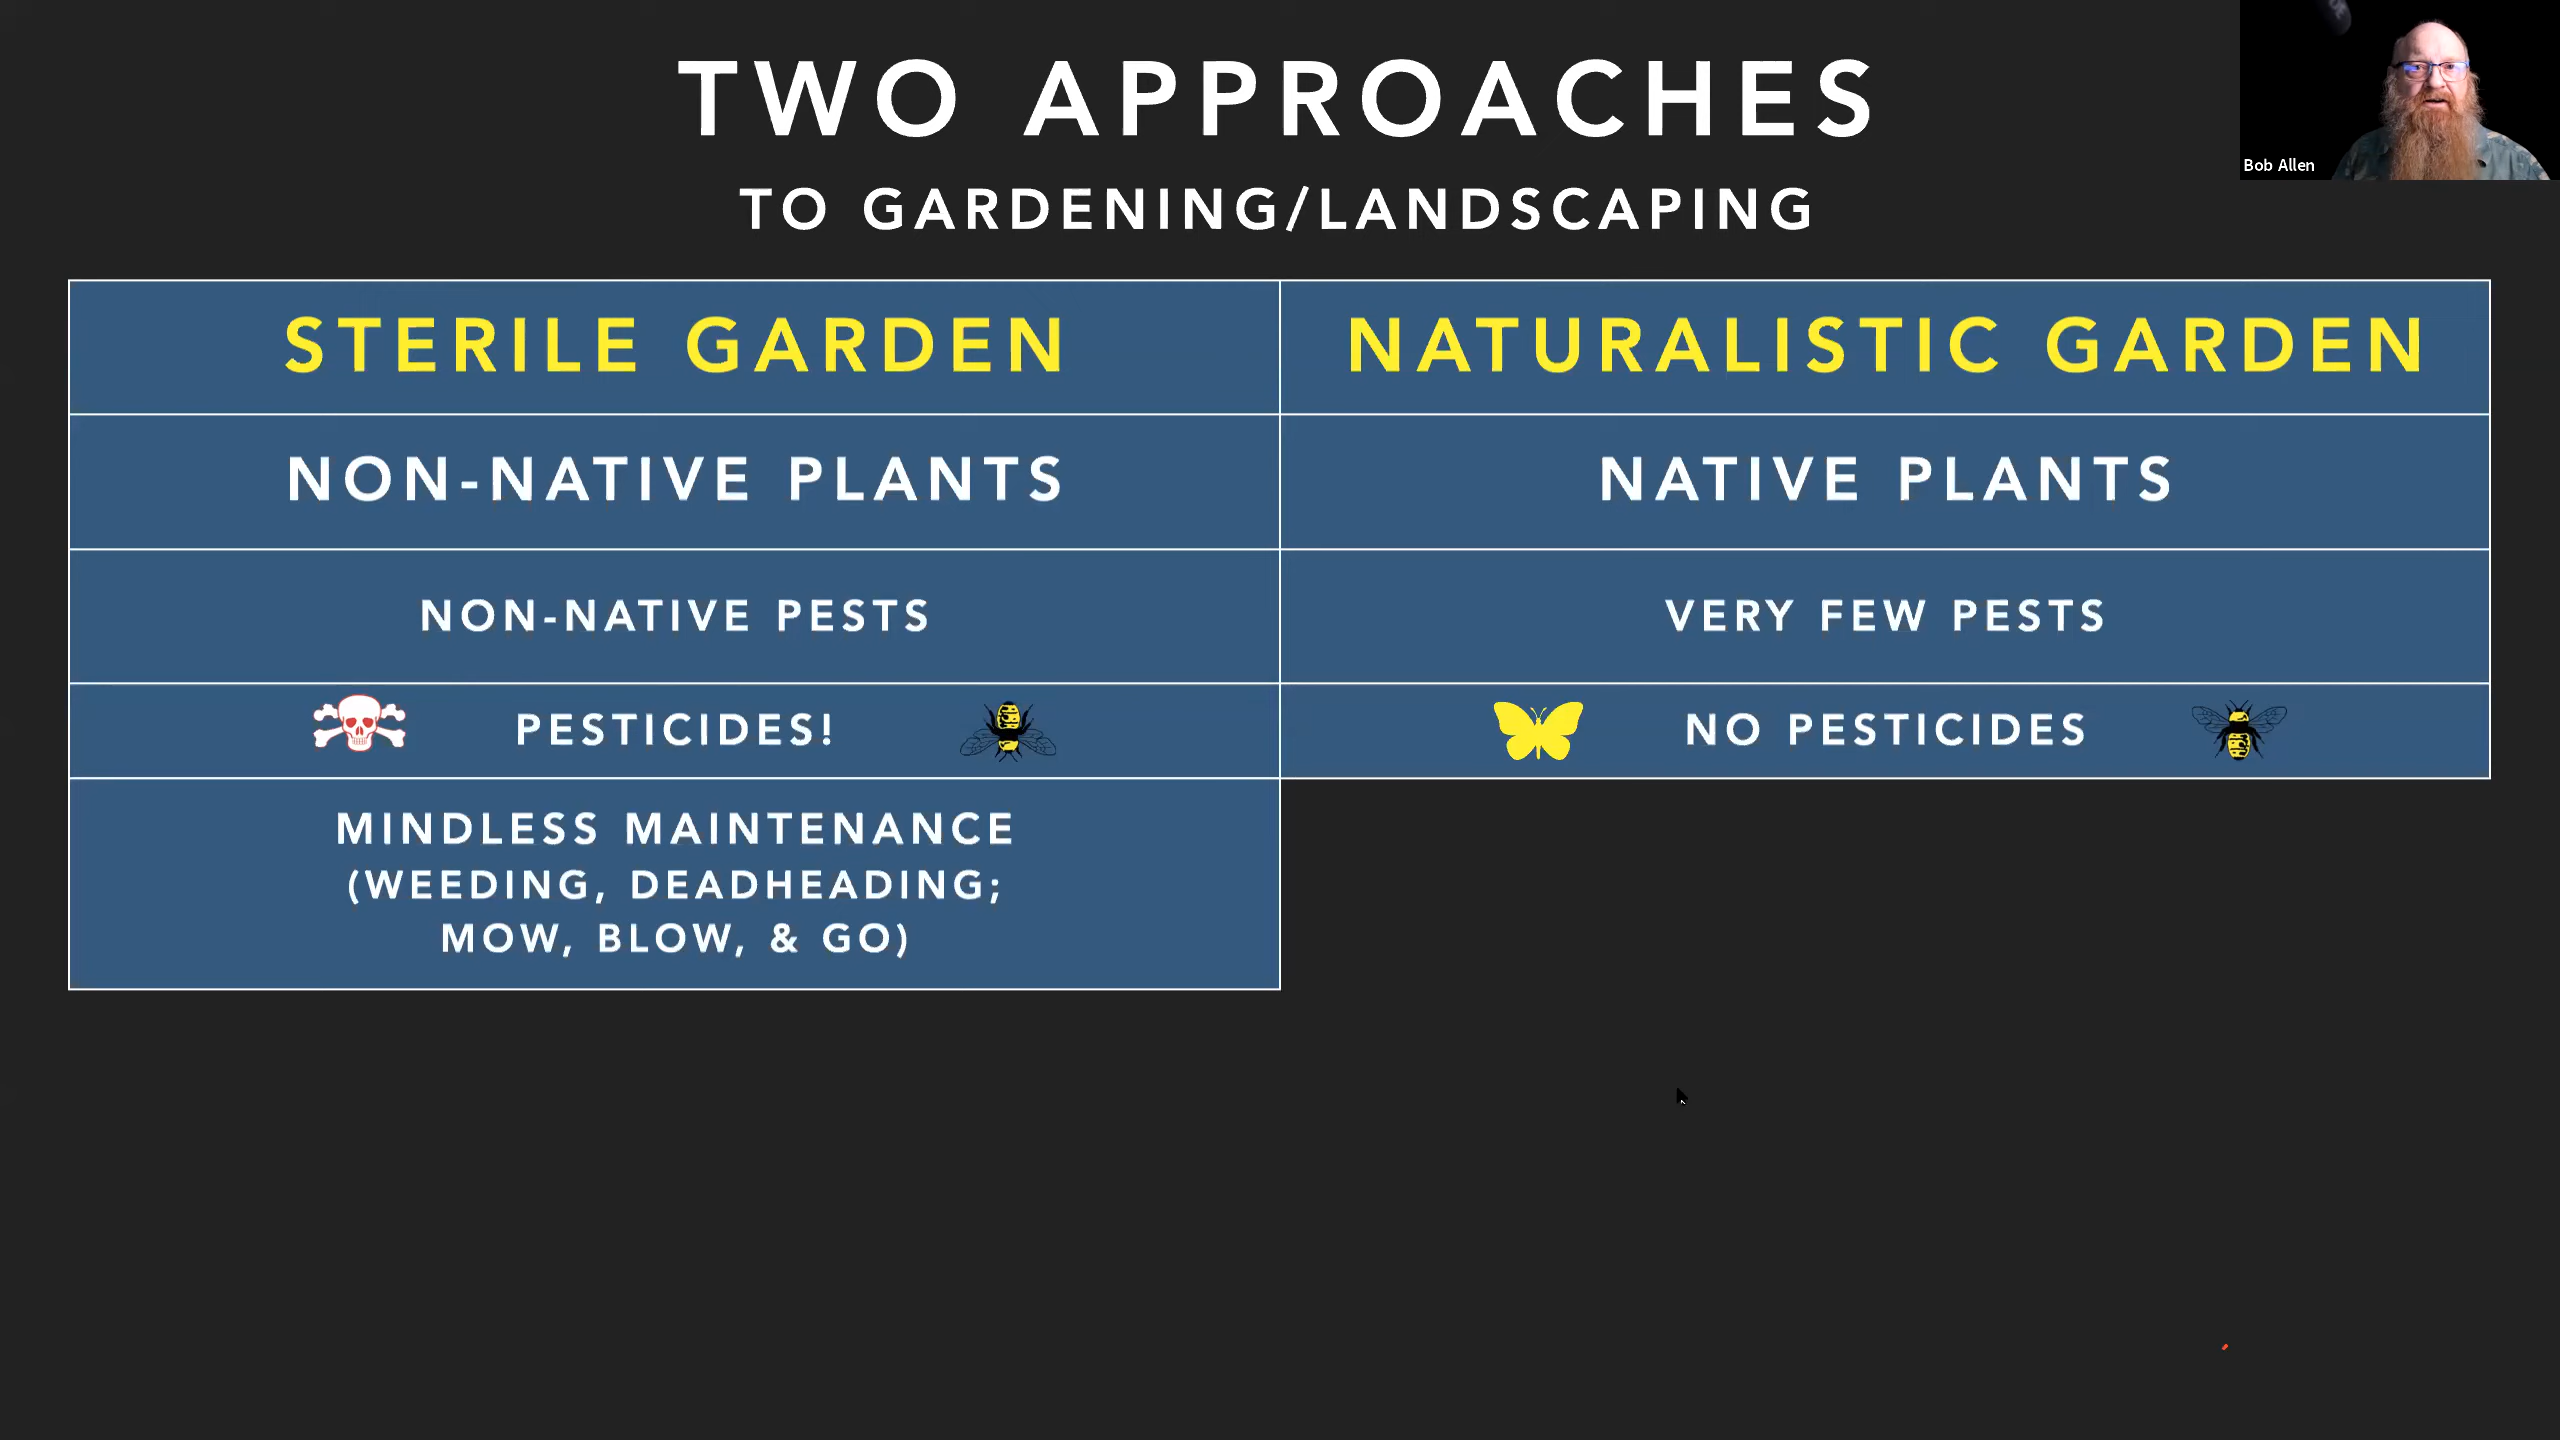 TWO APPROACHES
TO GARDENING/LANDSCAPING
Bob Allen
STERILE GARDEN
NATURALISTIC GARDEN
NON-NATIVE PLANTS
NATIVE PLANTS
NON-NATIVE PESTS
VERY FEW PESTS
PESTICIDES!
NO PESTICIDES
MINDLESS MAINTENANCE
(WEEDING, DEADHEADING;
MOW, BLOW, & GO)